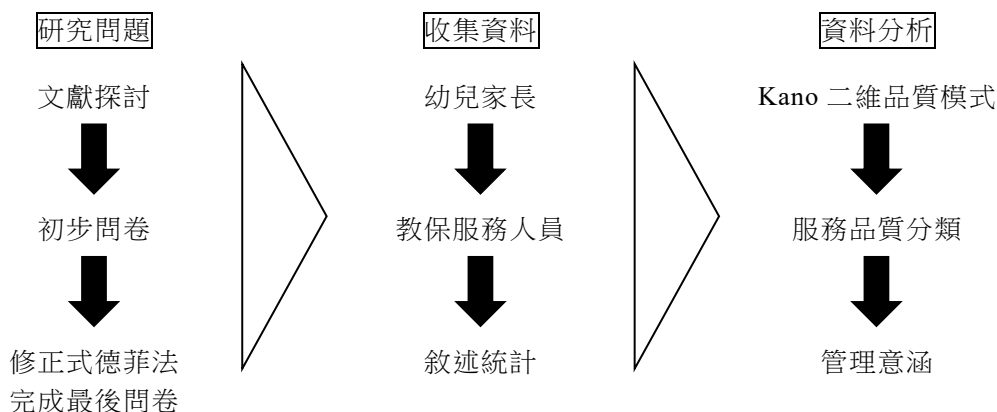 研究問題
文獻探討
初步問卷
修正式德菲法
完成最後問卷
收集資料
幼兒家長
教保服務人員
敘述統計
資料分析
Kano 二維品質模式
服務品質分類
管理意涵